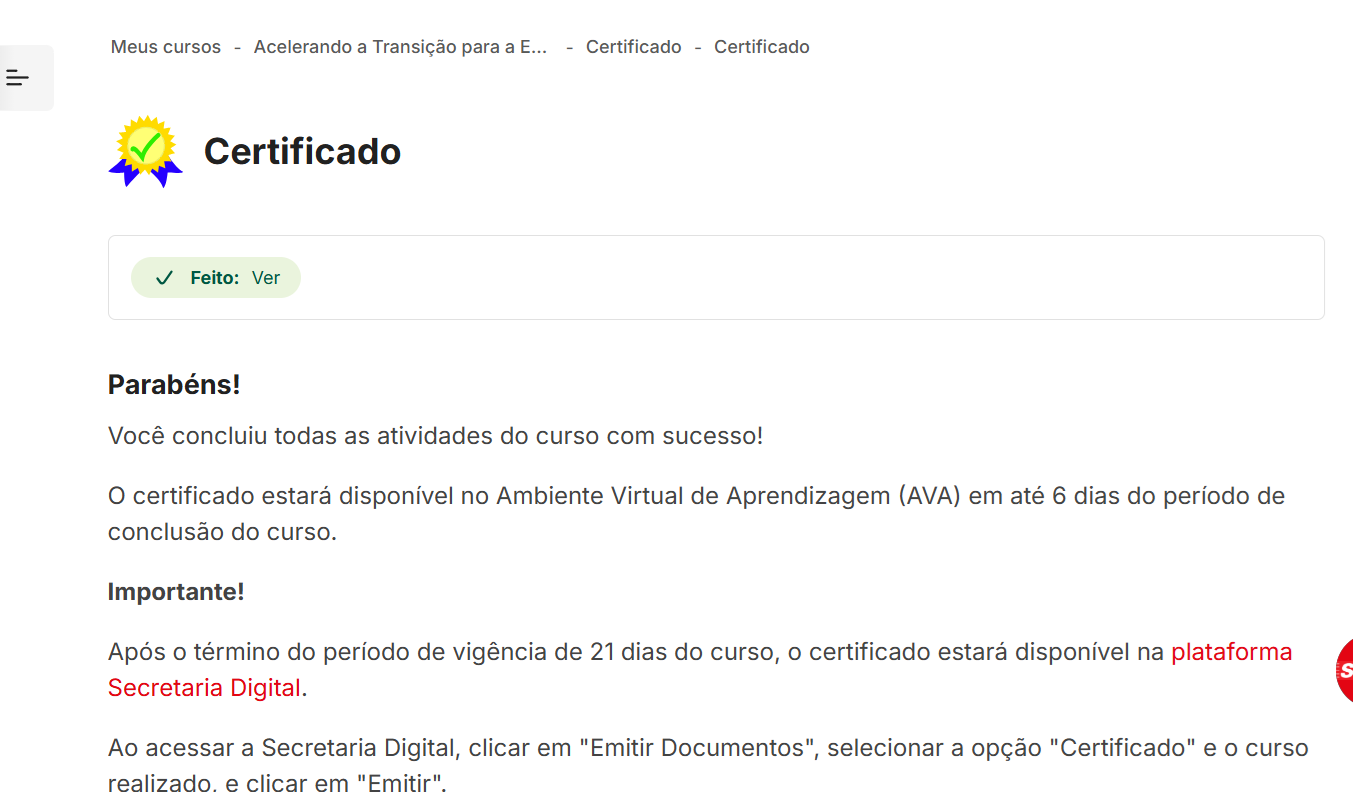 Meus cursos - Acelerando a Transição para a E... - Certificado - Certificado
Certificado
Feito: Ver
Parabéns!
Você concluiu todas as atividades do curso com sucesso!
O certificado estará disponível no Ambiente Virtual de Aprendizagem (AVA) em até 6 dias do período de
conclusão do curso.
Importante!
Após o término do período de vigência de 21 dias do curso, o certificado estará disponível na plataforma
Secretaria Digital.
Ao acessar a Secretaria Digital, clicar em "Emitir Documentos", selecionar a opção "Certificado" e o curso
realizado, e clicar em "Emitir".